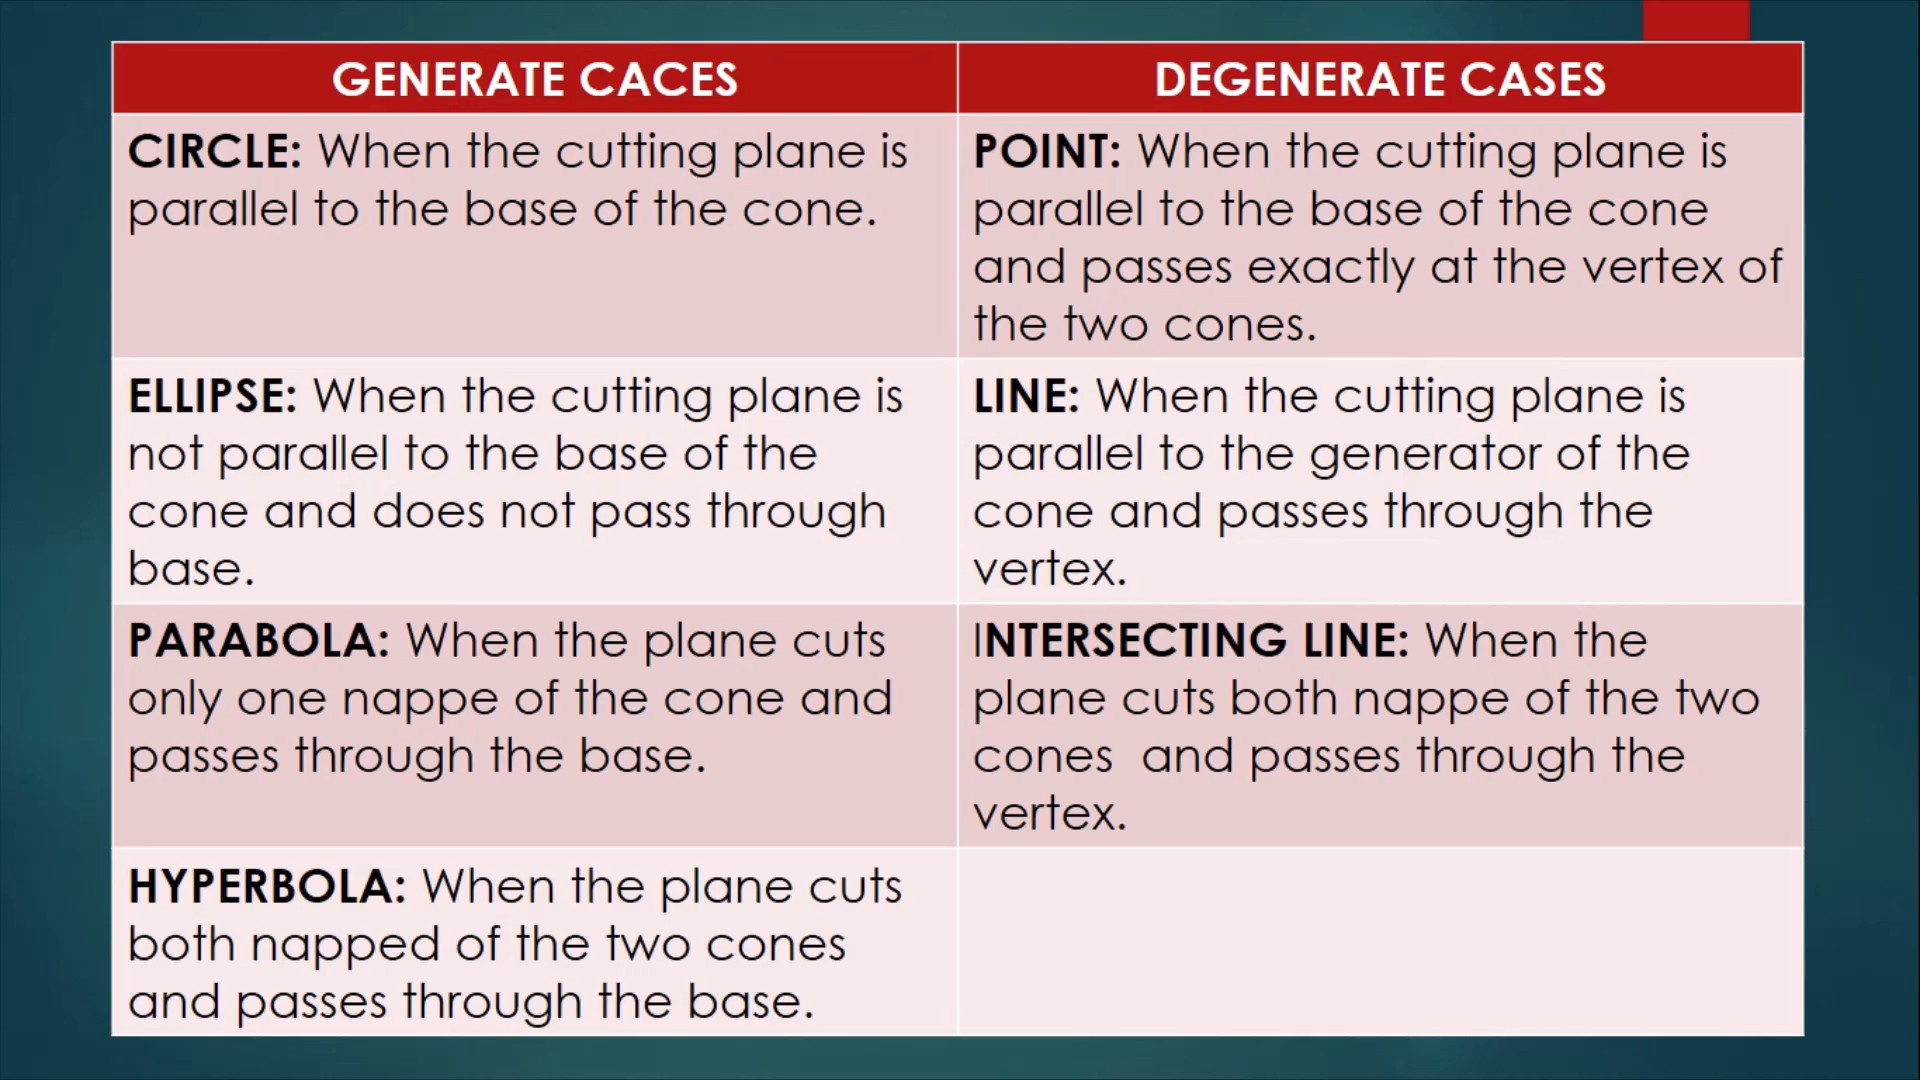 GENERATE CACES
DEGENERATE CASES
CIRCLE: When the cutting plane is
parallel to the base of the cone.
POINT: When the cutting plane is
parallel to the base of the cone
and passes exactly at the vertex of
the two cones.
ELLIPSE: When the cutting plane is
not parallel to the base of the
cone and does not pass through
base.
LINE: When the cutting plane is
parallel to the generator of the
cone and passes through the
vertex.
PARABOLA: When the plane cuts
only one nappe of the cone and
passes through the base.
INTERSECTING LINE: When the
plane cuts both nappe of the two
cones  and passes through the
vertex.
HYPERBOLA: When the plane cuts
both napped of the two cones
and passes through the base.